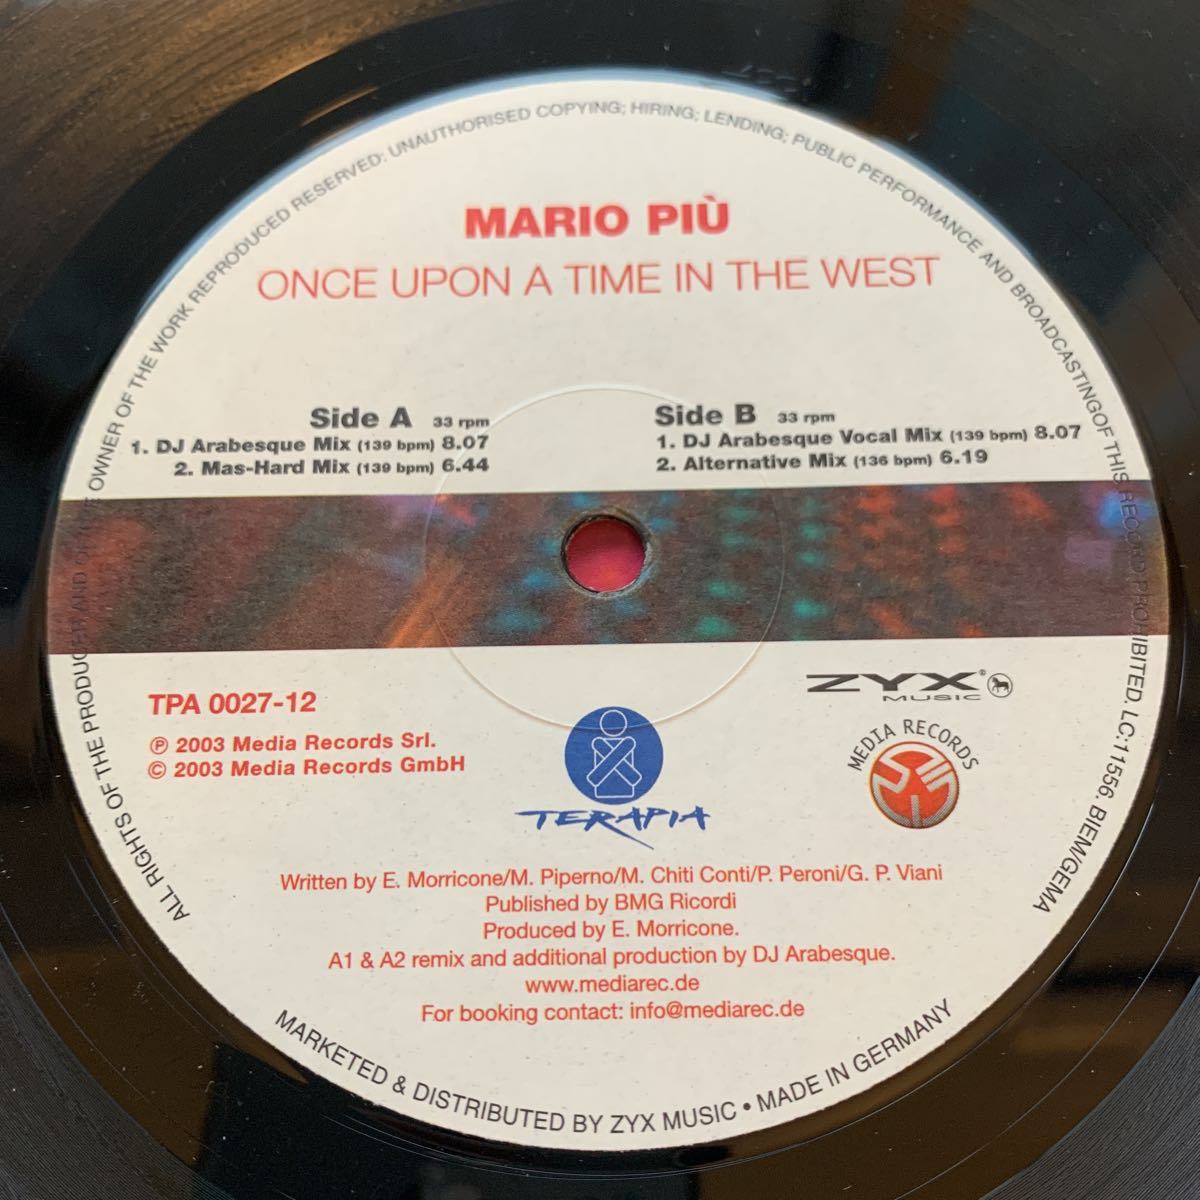 MARIO PIÙ
ONCE UPON A TIME IN THE WEST
Side A 33 rpm
1. DJ Arabesque Mix (139 bpm) 8.07
2. Mas-Hard Mix (139 bpm) 6.44
Side B 33 rpm
1. DJ Arabesque Vocal Mix (139 bpm) 8.07
2. Alternative Mix (136 bpm) 6.19
TPA 0027-12
℗ 2003 Media Records Srl.
© 2003 Media Records GmbH
TERAPIA
ZYX®
MUSIC
MEDIA RECORDS
Written by E. Morricone/M. Piperno/M. Chiti Conti/P. Peroni/G. P. Viani
Published by BMG Ricordi
Produced by E. Morricone.
A1 & A2 remix and additional production by DJ Arabesque.
www.mediarec.de
For booking contact: info@mediarec.de
ALL RIGHTS OF THE PRODUCER AND OF THE OWNER OF THE WORK REPRODUCED RESERVED: UNAUTHORISED COPYING; HIRING; LENDING; PUBLIC PERFORMANCE AND BROADCASTINGOF THIS RECORD PROHIBITED. LC:11556. BIEM/GEMA
MARKETED & DISTRIBUTED BY ZYX MUSIC • MADE IN GERMANY